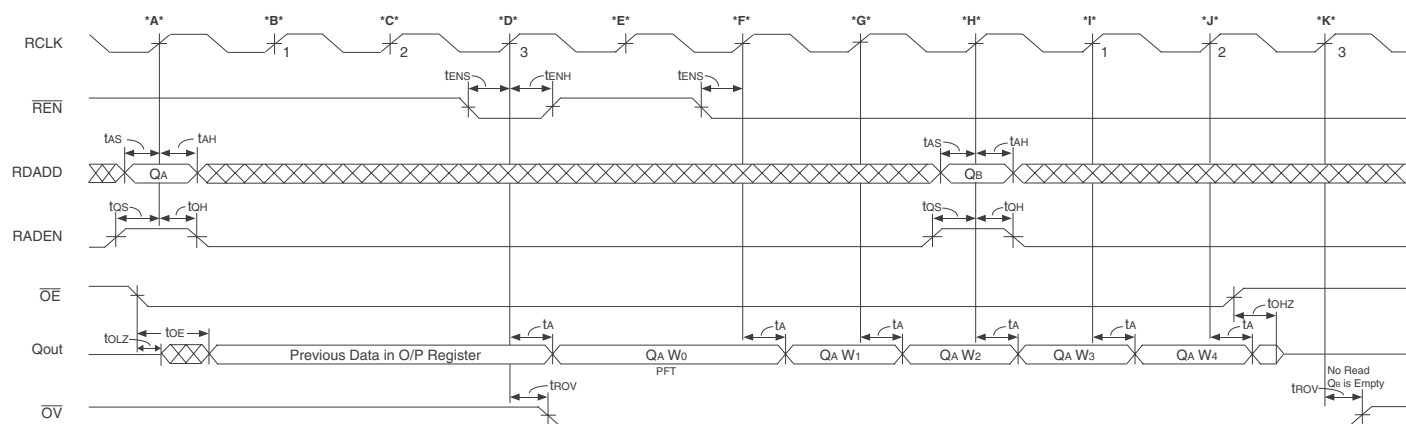 *A* *B* *C* *D* *E* *F* *G* *H* *I* *J* *K*
RCLK
1 2 3 1 2 3
tENS tENH tENS
REN
tAS tAH tAS tAH
RDADD QA QB
tQS tQH tQS tQH
RADEN
OE
tOLZ tOE tA tA tA tA tA tA tOHZ
Qout Previous Data in O/P Register QA W0 QA W1 QA W2 QA W3 QA W4
PFT
No Read
QB is Empty
tROV tROV
OV